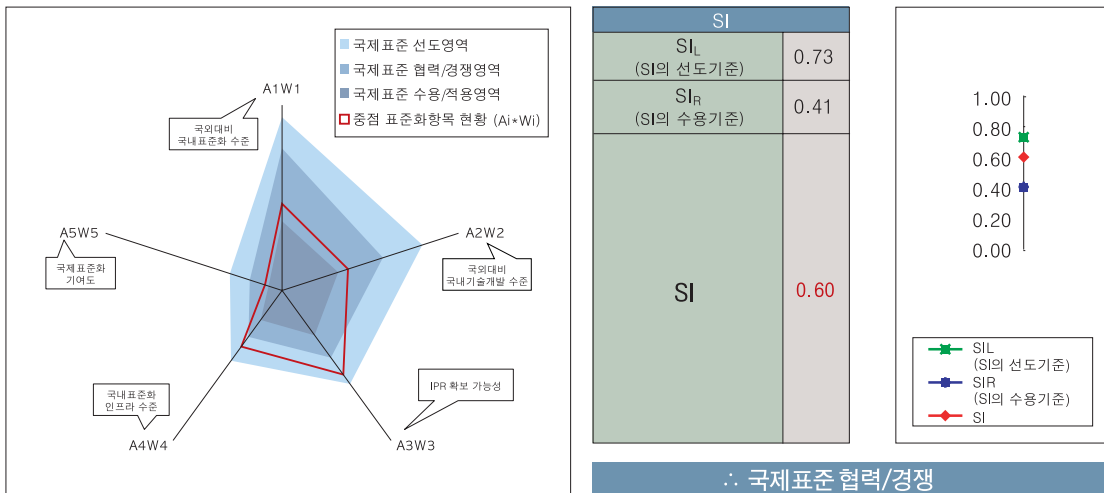 국제표준 선도영역
국제표준 협력/경쟁영역
국제표준 수용/적용영역
중점 표준화항목 현황 (Ai*Wi)
A1W1
국외대비
국내표준화 수준
A2W2
국외대비
국내기술개발 수준
A5W5
국제표준화
기여도
국내표준화
인프라 수준
A4W4
IPR 확보 가능성
A3W3
SI
SIL
(SI의 선도기준)
0.73
SIR
(SI의 수용기준)
0.41
SI
0.60
1.00
0.80
0.60
0.40
0.20
0.00
SIL
(SI의 선도기준)
SIR
(SI의 수용기준)
SI
∴ 국제표준 협력/경쟁